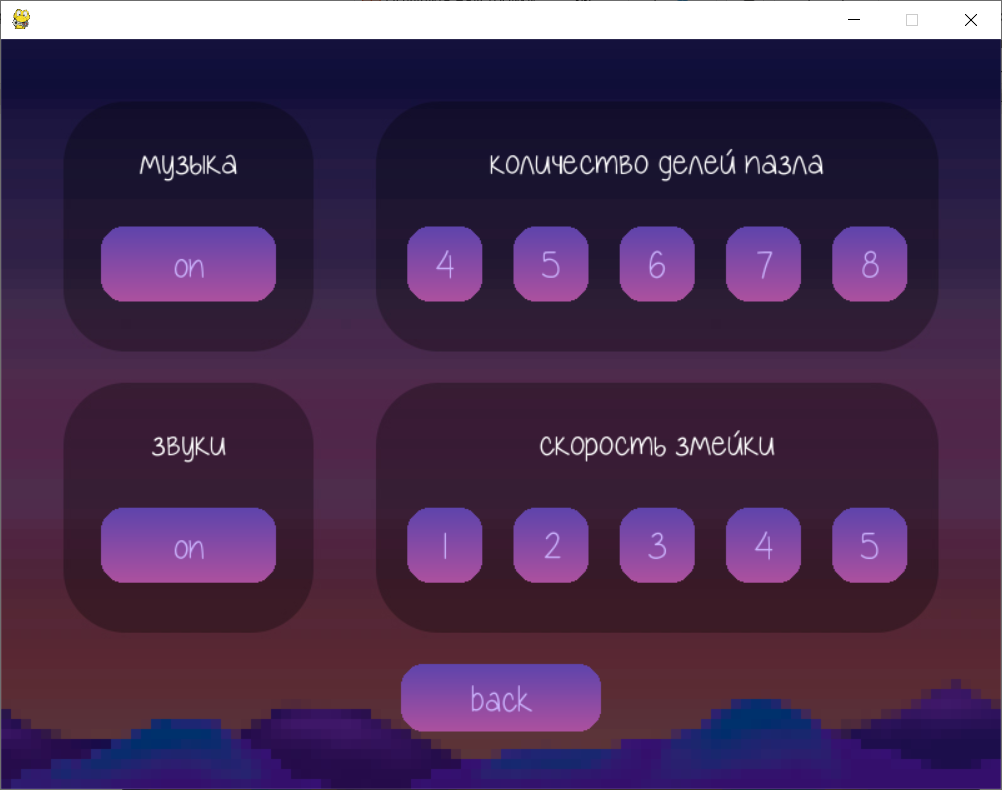 музыка
количество делей пазла
on
4 5 6 7 8
звуки
скорость змейки
on
1 2 3 4 5
back